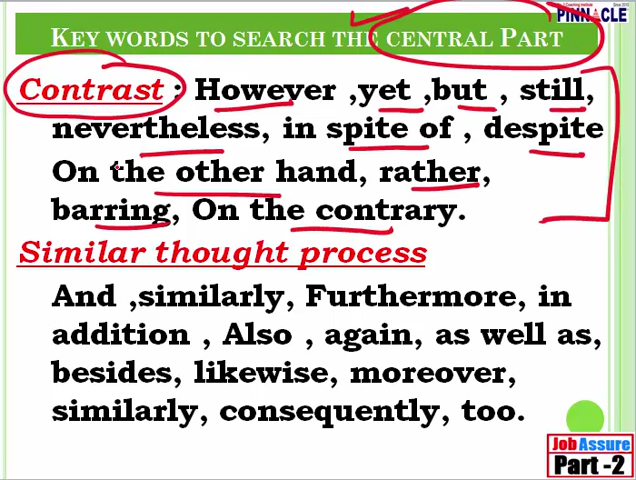 PINNACLE
KEY WORDS TO SEARCH THE CENTRAL PART
Contrast : However ,yet ,but , still,
nevertheless, in spite of , despite
On the other hand, rather,
barring, On the contrary.
Similar thought process
And ,similarly, Furthermore, in
addition , Also , again, as well as,
besides, likewise, moreover,
similarly, consequently, too.
JobAssure
Part -2